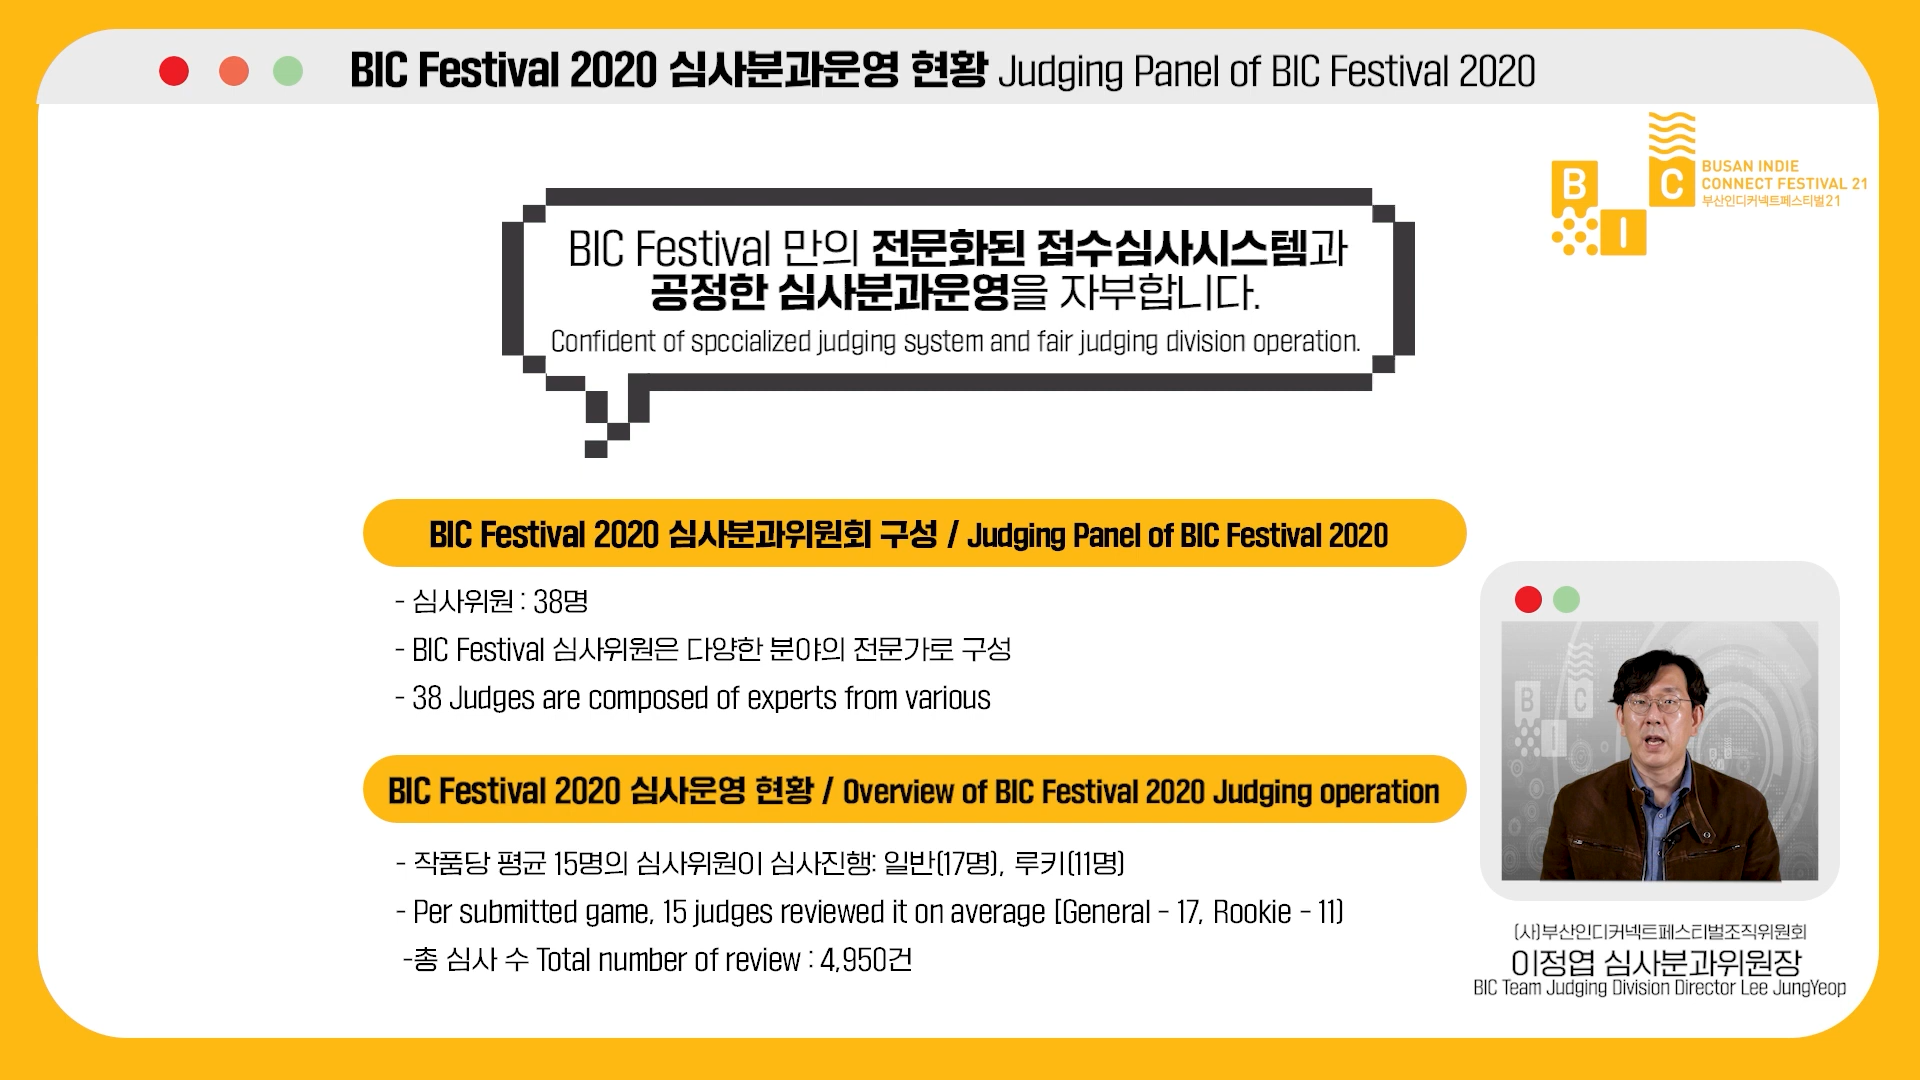 BIC Festival 2020 심사분과운영 현황 Judging Panel of BIC Festival 2020
B
I
C
BUSAN INDIE
CONNECT FESTIVAL 21
부산인디커넥트페스티벌21
BIC Festival 만의 전문화된 접수심사시스템과
공정한 심사분과운영을 자부합니다.
Confident of spccialized judging system and fair judging division operation.
BIC Festival 2020 심사분과위원회 구성 / Judging Panel of BIC Festival 2020
- 심사위원 : 38명
- BIC Festival 심사위원은 다양한 분야의 전문가로 구성
- 38 Judges are composed of experts from various
BIC Festival 2020 심사운영 현황 / Overview of BIC Festival 2020 Judging operation
- 작품당 평균 15명의 심사위원이 심사진행: 일반(17명), 루키(11명)
- Per submitted game, 15 judges reviewed it on average [General - 17, Rookie - 11)
-총 심사 수 Total number of review : 4,950건
B
I
C
(사)부산인디커넥트페스티벌조직위원회
이정엽 심사분과위원장
BIC Team Judging Division Director Lee JungYeop